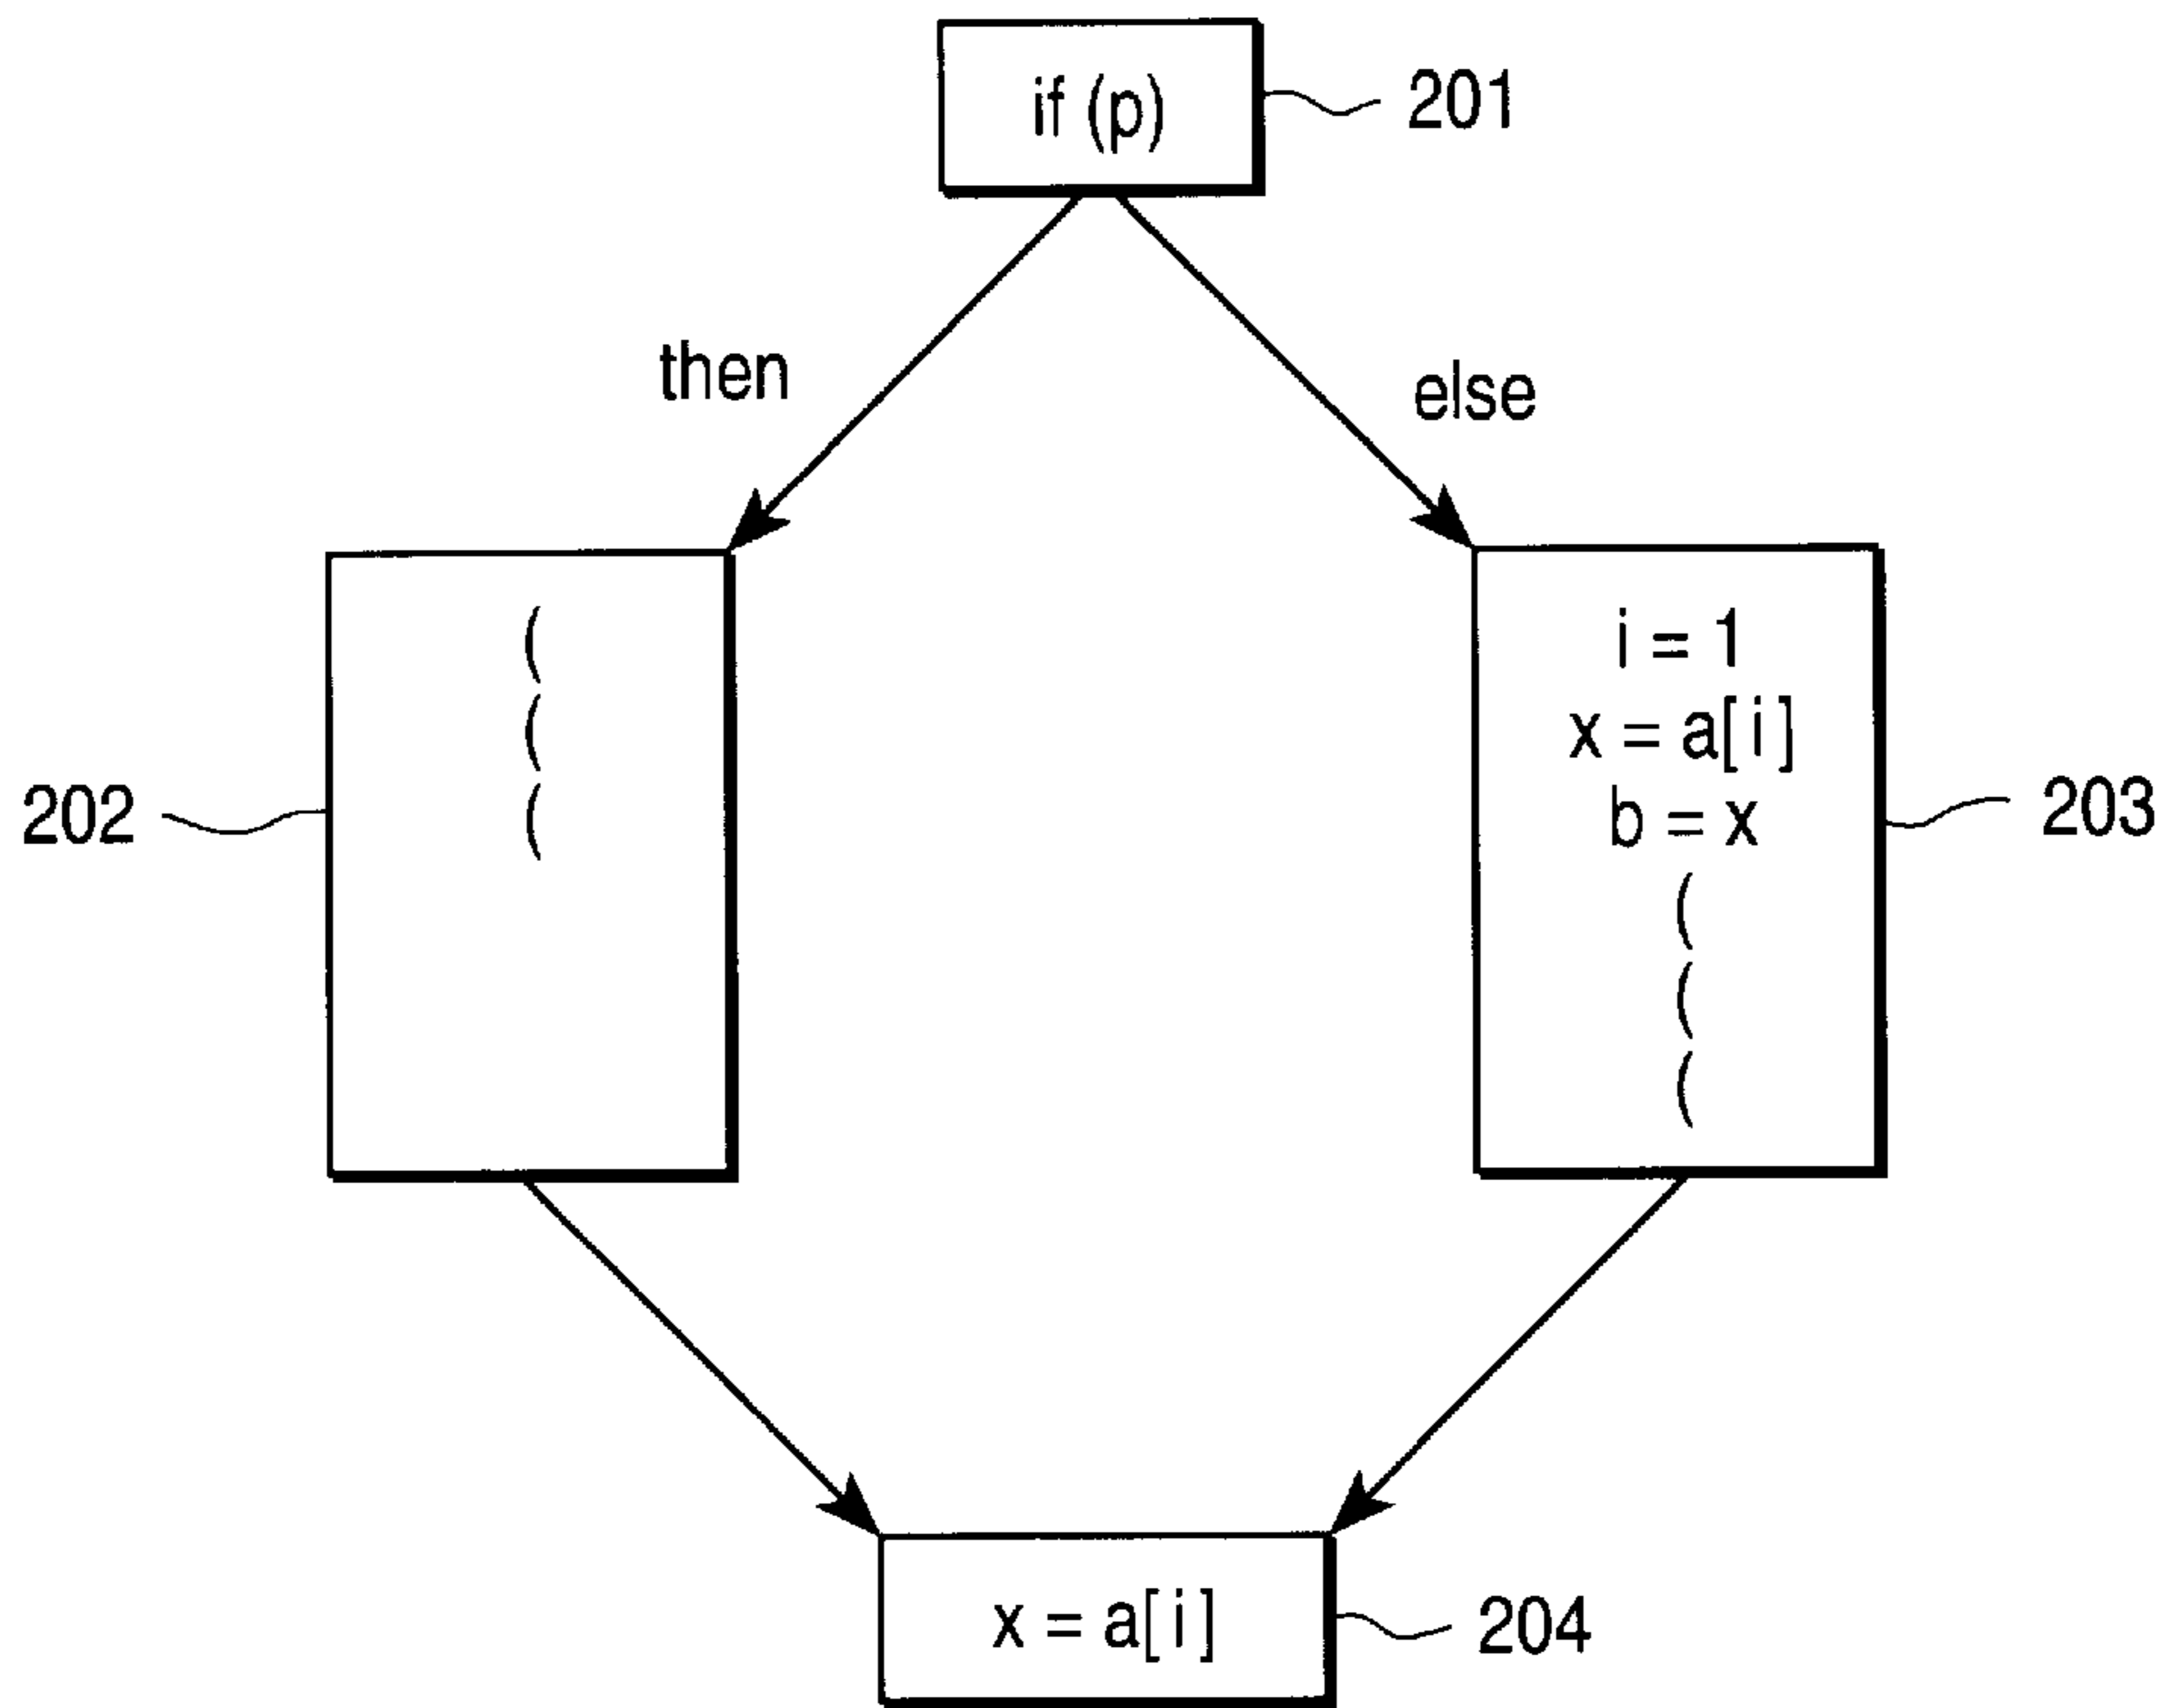 if (p)
201
then
else
(
(
(
202
i = 1
x = a[i]
b = x
(
(
(
203
x = a[i]
204